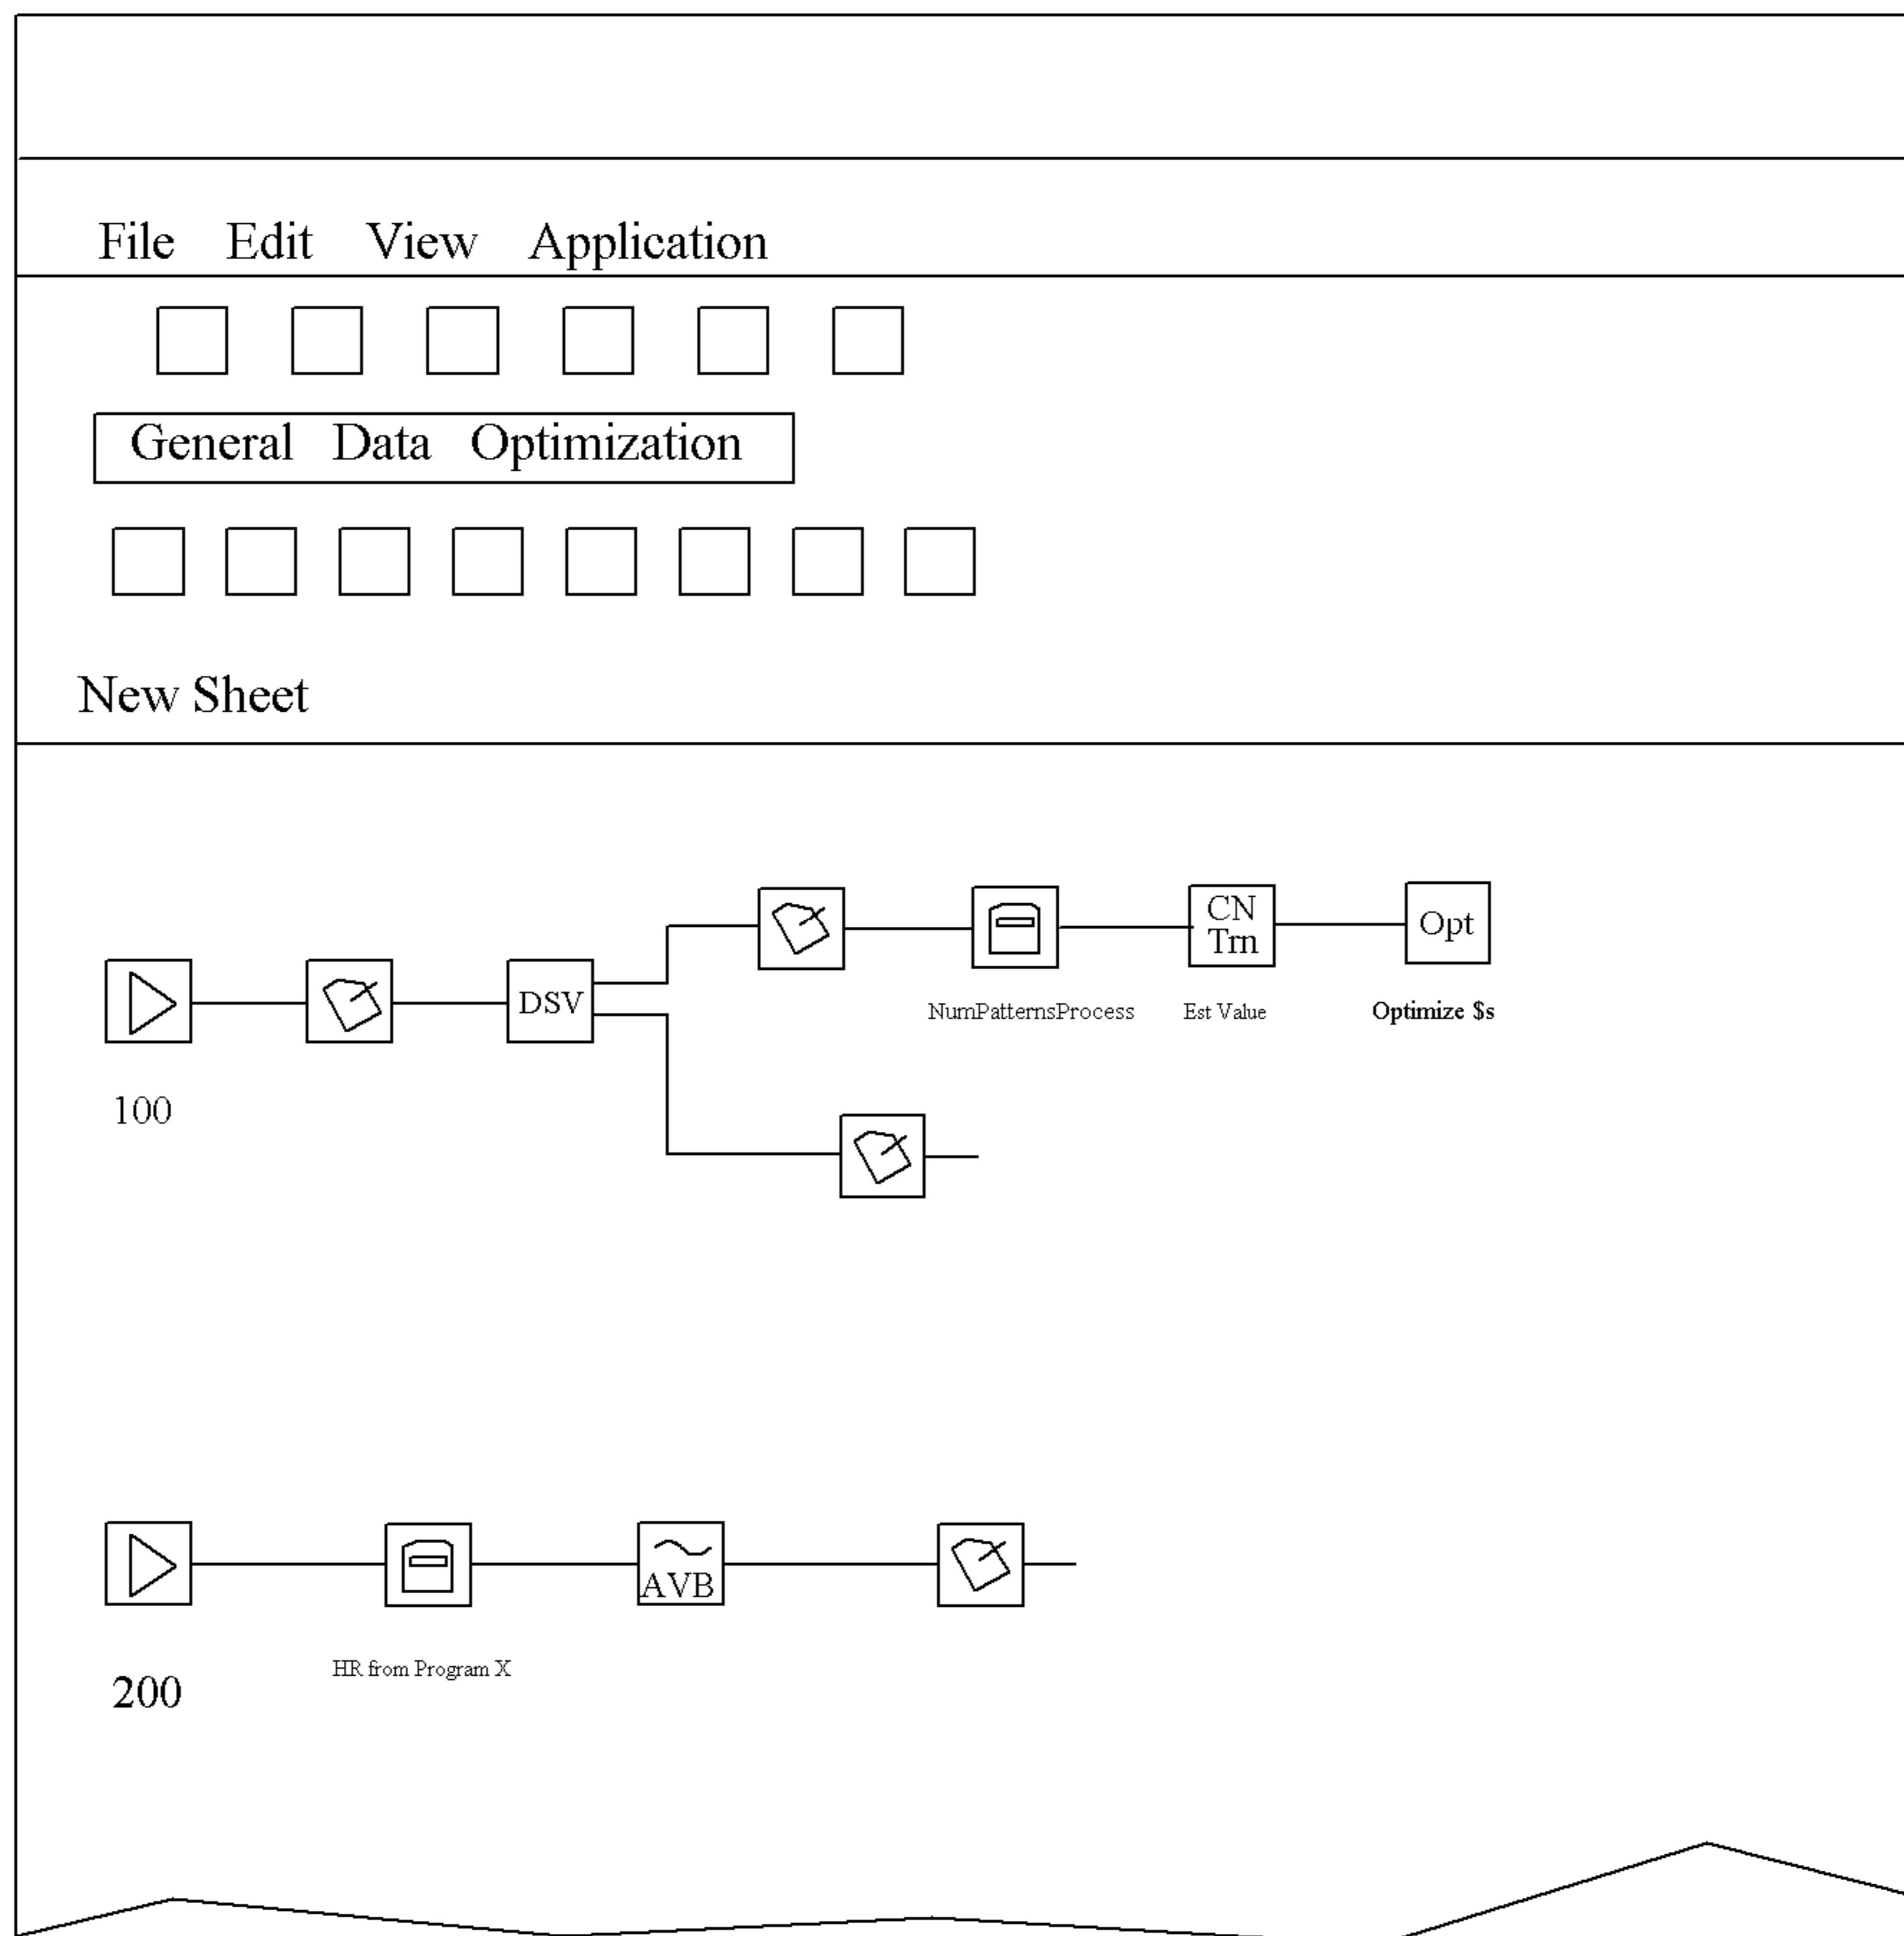 File Edit View Application
General Data Optimization
New Sheet
CN
Trn
Opt
DSV
NumPatternsProcess Est Value Optimize $s
100
AVB
HR from Program X
200